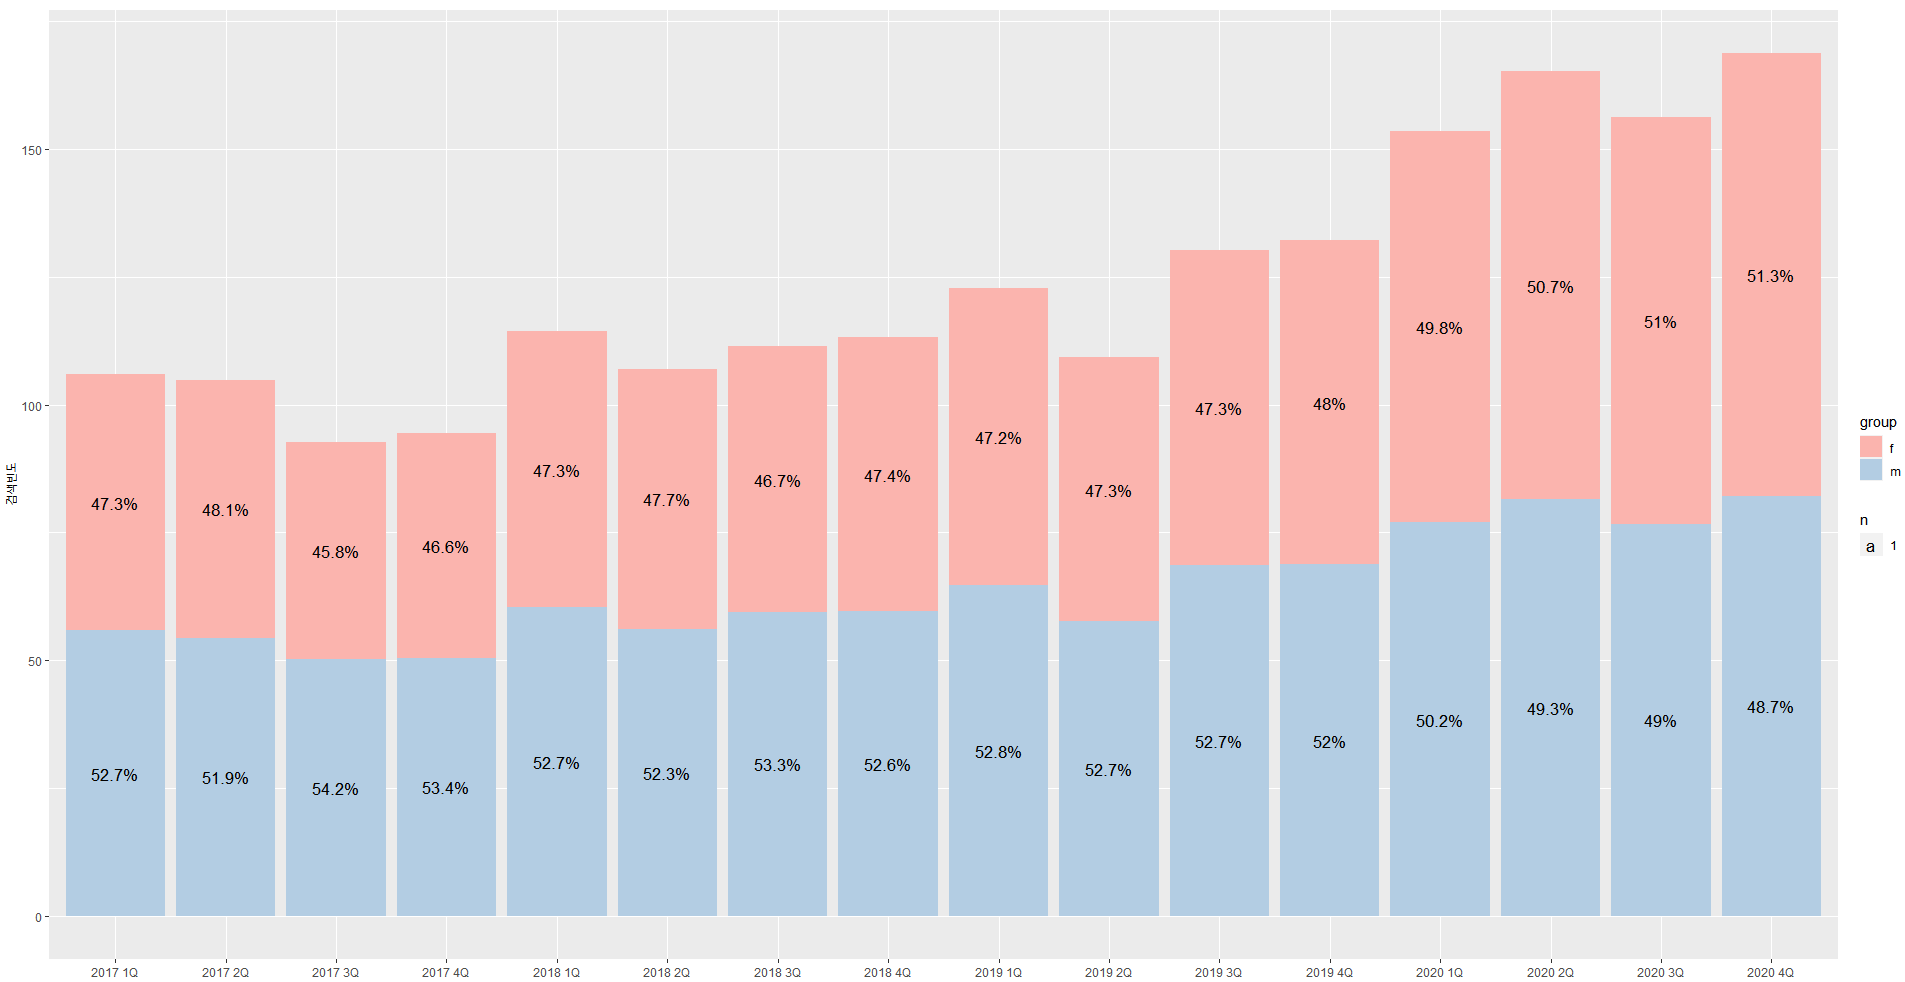 150
100
50
0
검색빈도
47.3%
48.1%
45.8%
46.6%
47.3%
47.7%
46.7%
47.4%
47.2%
47.3%
47.3%
48%
49.8%
50.7%
51%
51.3%
52.7%
51.9%
54.2%
53.4%
52.7%
52.3%
53.3%
52.6%
52.8%
52.7%
52.7%
52%
50.2%
49.3%
49%
48.7%
2017 1Q
2017 2Q
2017 3Q
2017 4Q
2018 1Q
2018 2Q
2018 3Q
2018 4Q
2019 1Q
2019 2Q
2019 3Q
2019 4Q
2020 1Q
2020 2Q
2020 3Q
2020 4Q
group
f
m
n
a 1